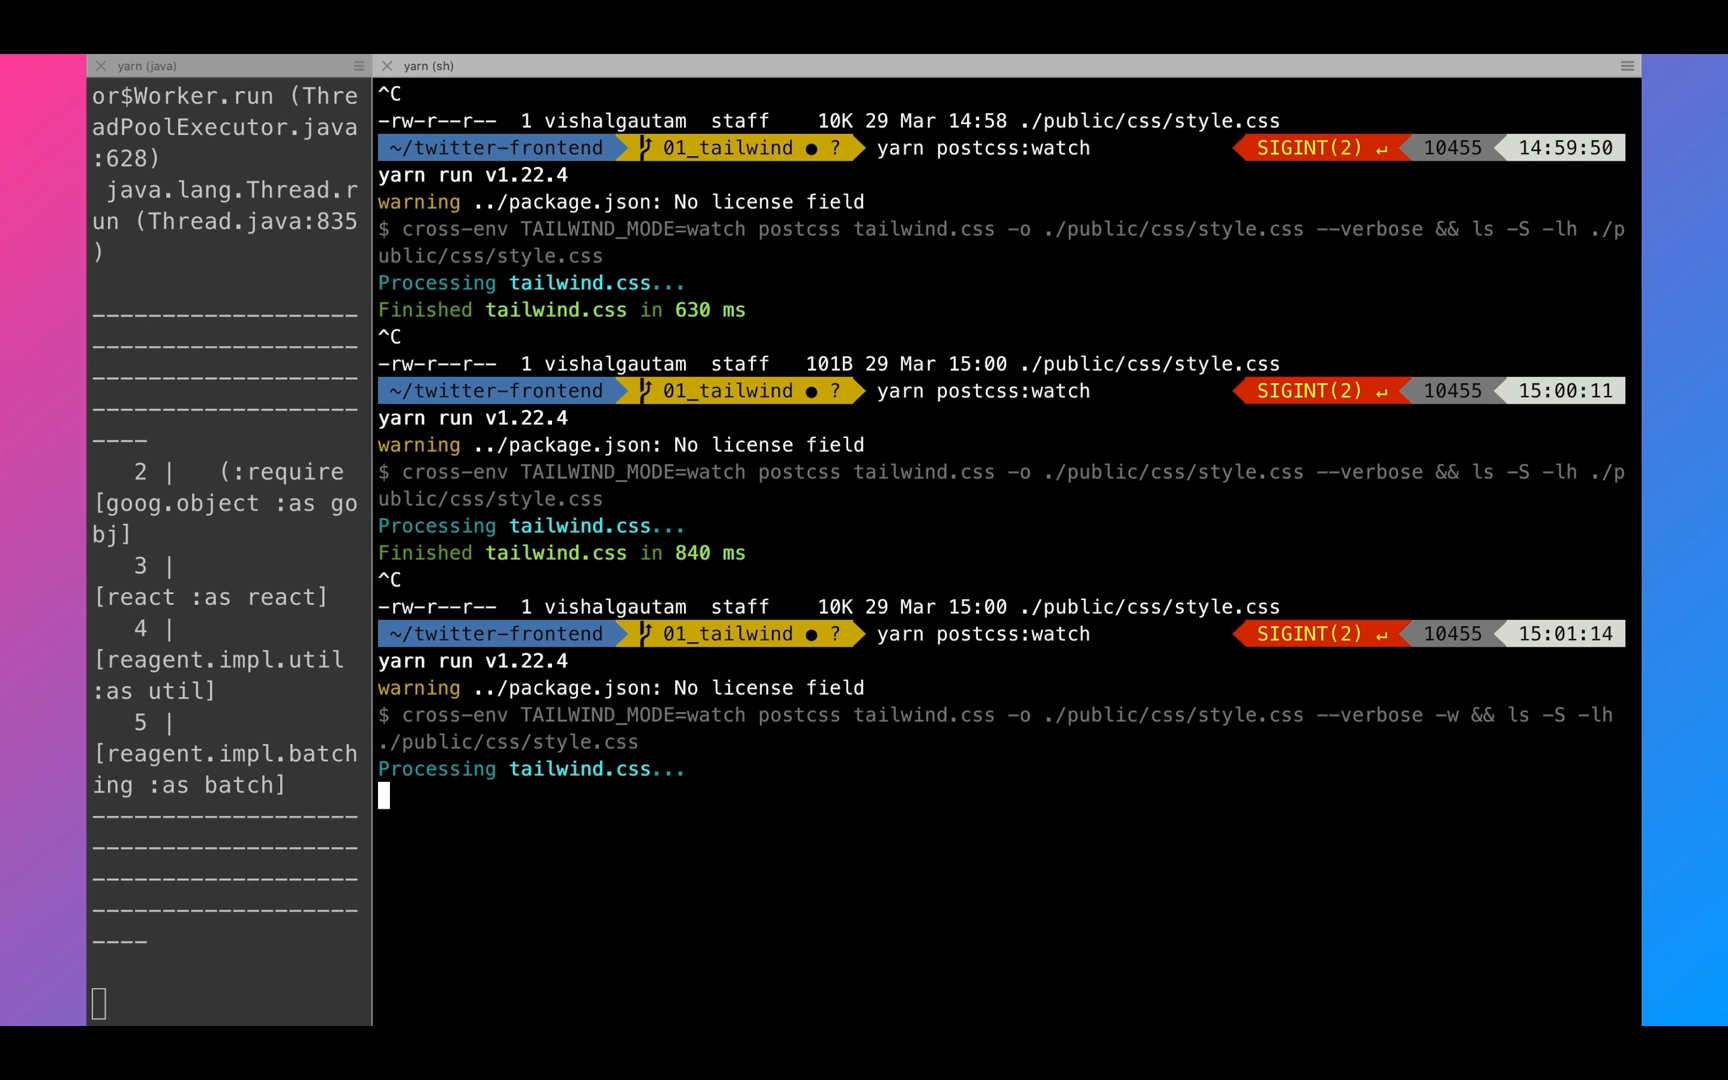 yarn (java)
or$Worker.run (Thre
adPoolExecutor.java
:628)
 java.lang.Thread.r
un (Thread.java:835
)
-------------------
-------------------
-------------------
-------------------
----
   2 |   (:require
[goog.object :as go
bj]
   3 |
[react :as react]
   4 |
[reagent.impl.util
:as util]
   5 |
[reagent.impl.batch
ing :as batch]
-------------------
-------------------
-------------------
-------------------
----
yarn (sh)
^C
-rw-r--r--  1 vishalgautam  staff    10K 29 Mar 14:58 ./public/css/style.css
~/twitter-frontend 01_tailwind ● ? yarn postcss:watch SIGINT(2) ↵ 10455 14:59:50
yarn run v1.22.4
warning ../package.json: No license field
$ cross-env TAILWIND_MODE=watch postcss tailwind.css -o ./public/css/style.css --verbose && ls -S -lh ./p
ublic/css/style.css
Processing tailwind.css...
Finished tailwind.css in 630 ms
^C
-rw-r--r--  1 vishalgautam  staff   101B 29 Mar 15:00 ./public/css/style.css
~/twitter-frontend 01_tailwind ● ? yarn postcss:watch SIGINT(2) ↵ 10455 15:00:11
yarn run v1.22.4
warning ../package.json: No license field
$ cross-env TAILWIND_MODE=watch postcss tailwind.css -o ./public/css/style.css --verbose && ls -S -lh ./p
ublic/css/style.css
Processing tailwind.css...
Finished tailwind.css in 840 ms
^C
-rw-r--r--  1 vishalgautam  staff    10K 29 Mar 15:00 ./public/css/style.css
~/twitter-frontend 01_tailwind ● ? yarn postcss:watch SIGINT(2) ↵ 10455 15:01:14
yarn run v1.22.4
warning ../package.json: No license field
$ cross-env TAILWIND_MODE=watch postcss tailwind.css -o ./public/css/style.css --verbose -w && ls -S -lh
./public/css/style.css
Processing tailwind.css...